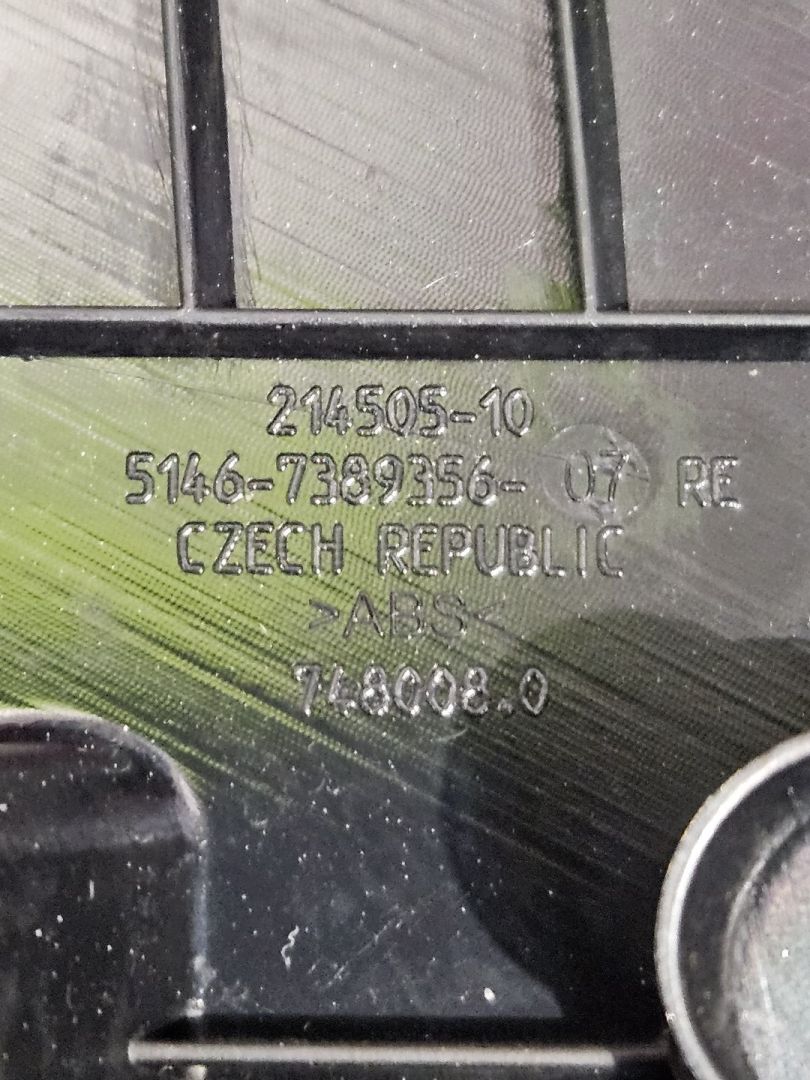 214505-10
5146-7389356- 07 RE
CZECH REPUBLIC
>ABS<
748008.0